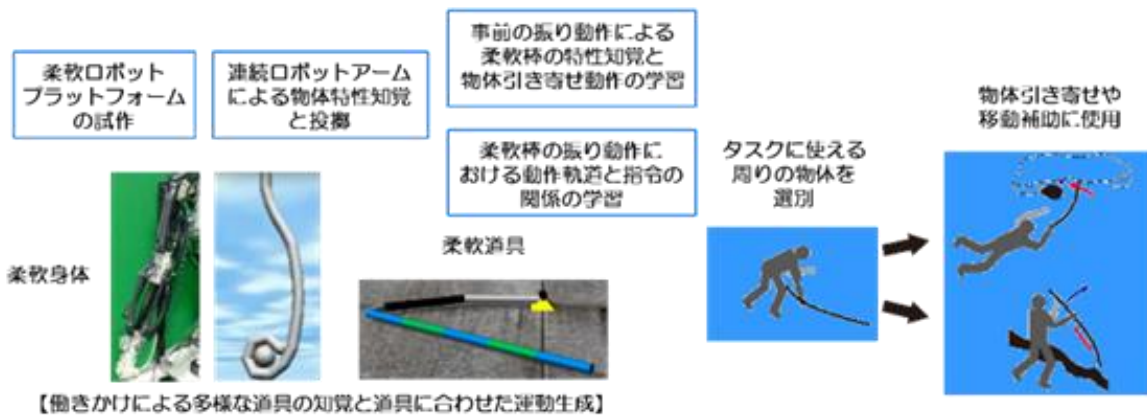 柔軟ロボット
プラットフォーム
の試作
連続ロボットアーム
による物体特性知覚
と投擲
事前の振り動作による
柔軟棒の特性知覚と
物体引き寄せ動作の学習
柔軟棒の振り動作に
おける動作軌道と指令の
関係の学習
タスクに使える
周りの物体を
選別
物体引き寄せや
移動補助に使用
柔軟身体
柔軟道具
【働きかけによる多様な道具の知覚と道具に合わせた運動生成】